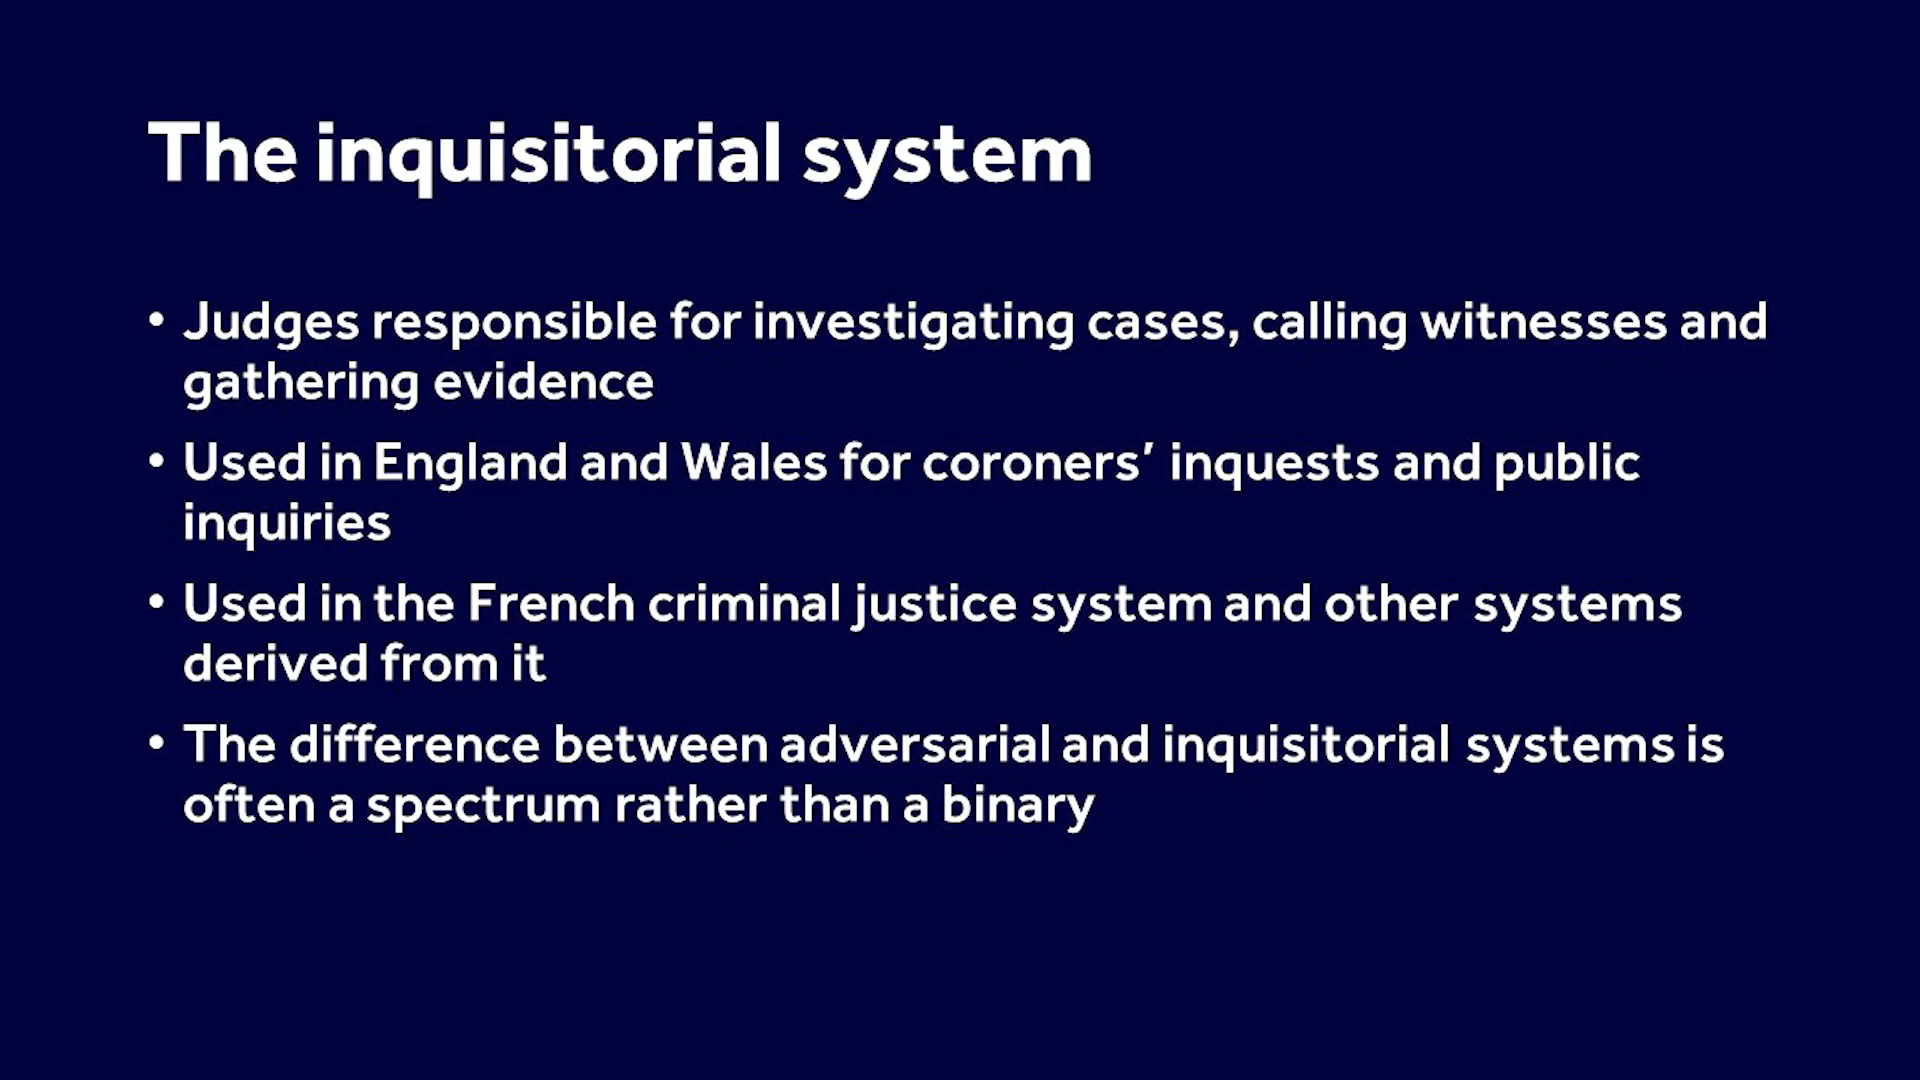 The inquisitorial system
• Judges responsible for investigating cases, calling witnesses and
gathering evidence
• Used in England and Wales for coroners’ inquests and public
inquiries
• Used in the French criminal justice system and other systems
derived from it
• The difference between adversarial and inquisitorial systems is
often a spectrum rather than a binary